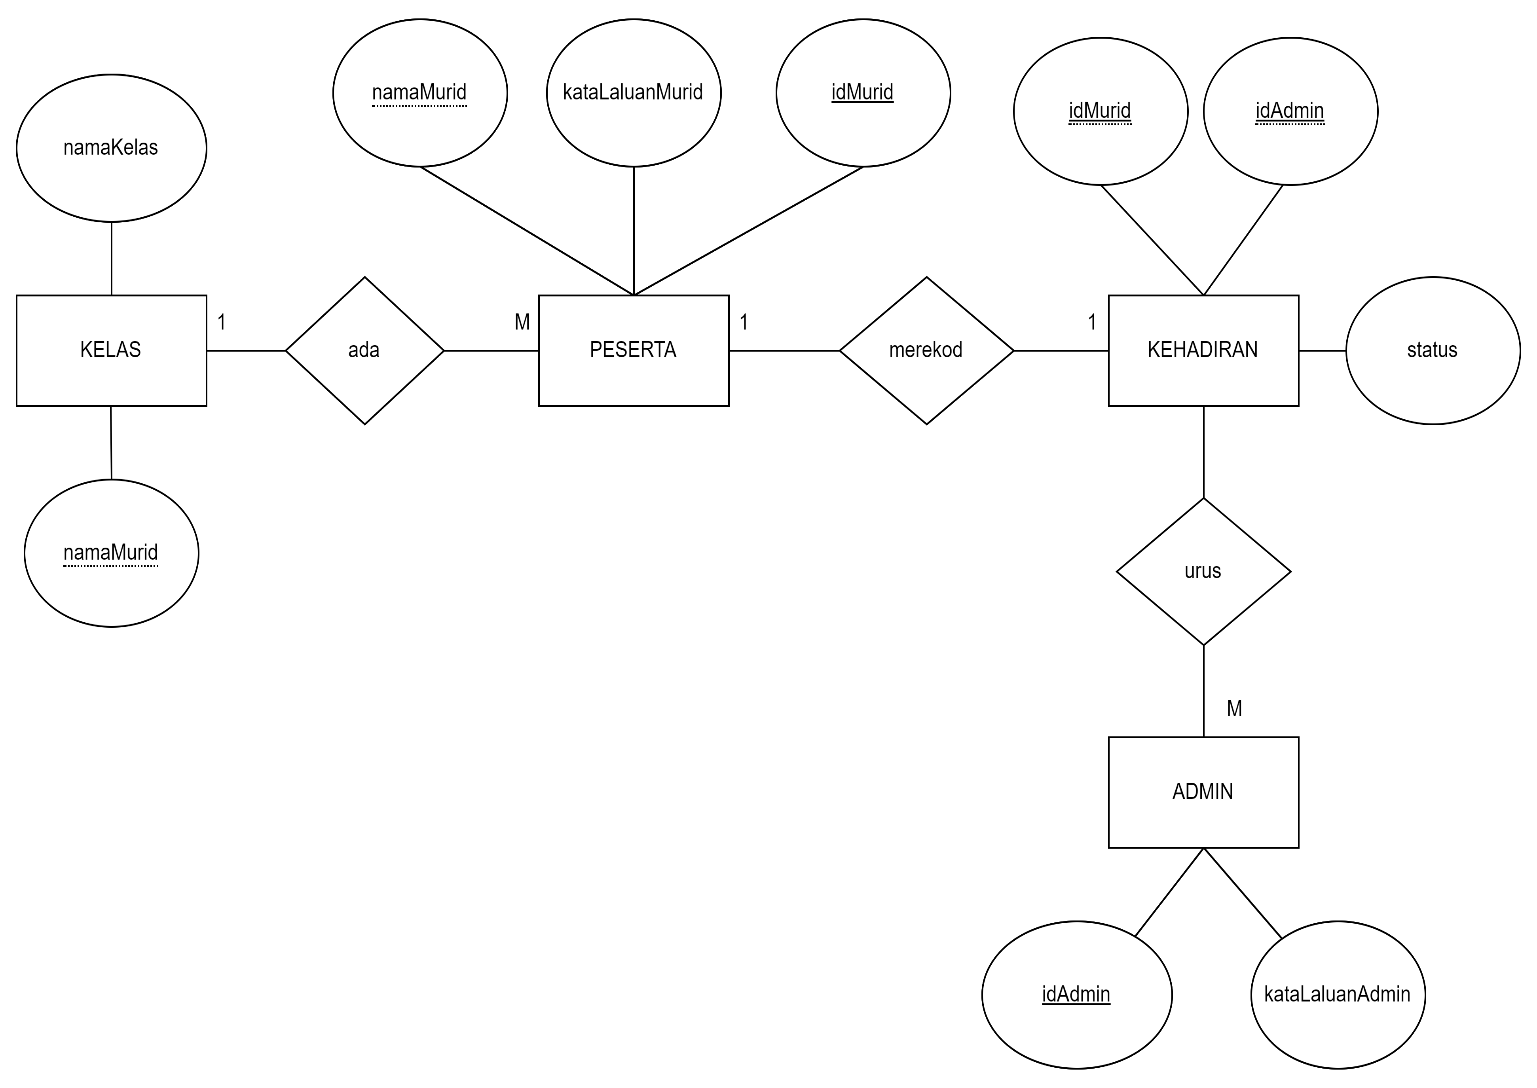 namaMurid
kataLaluanMurid
idMurid
idMurid
idAdmin
namaKelas
1
M
1
1
KELAS
ada
PESERTA
merekod
KEHADIRAN
status
namaMurid
urus
M
ADMIN
idAdmin
kataLaluanAdmin